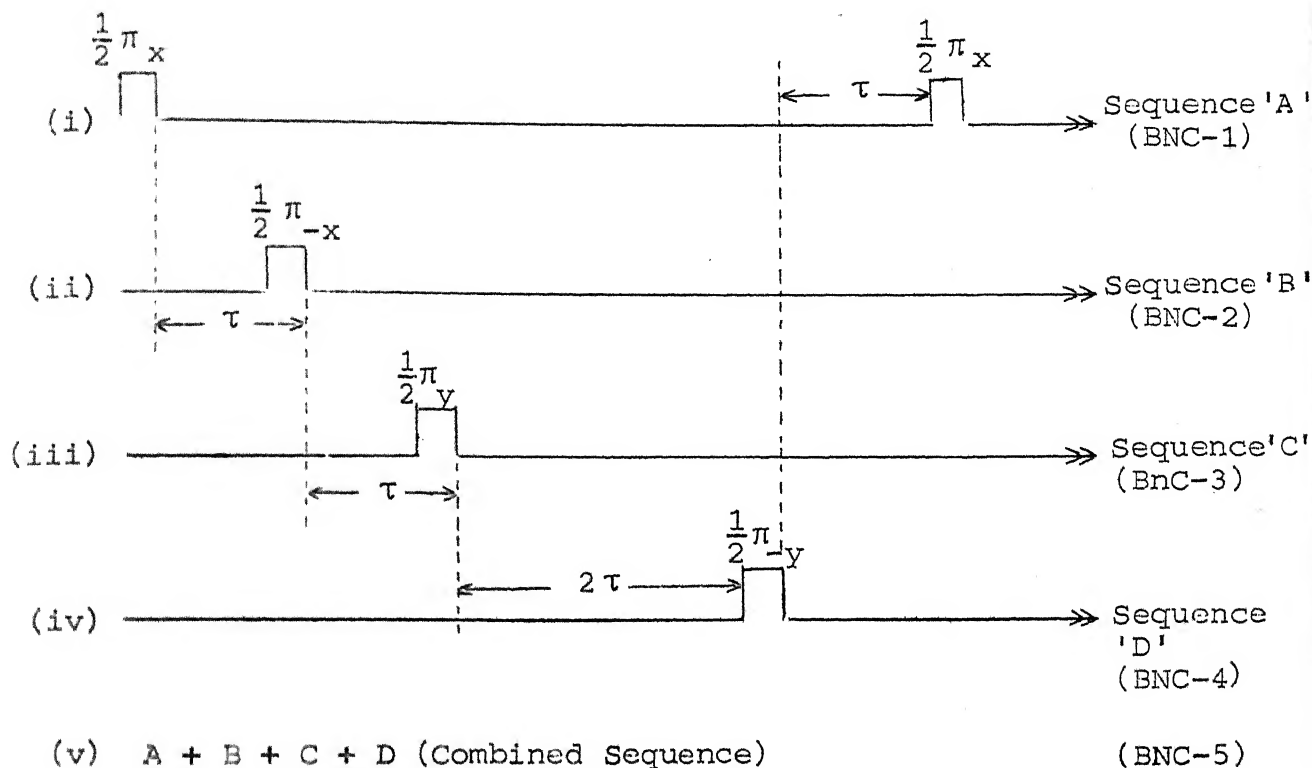 ½ π x
½ π x
τ
(i)
Sequence 'A'
(BNC-1)
½ π -x
(ii)
Sequence 'B'
(BNC-2)
τ
½ π y
(iii)
Sequence 'C'
(BnC-3)
τ
½ π -y
2 τ
(iv)
Sequence
'D'
(BNC-4)
(v) A + B + C + D (Combined Sequence) (BNC-5)